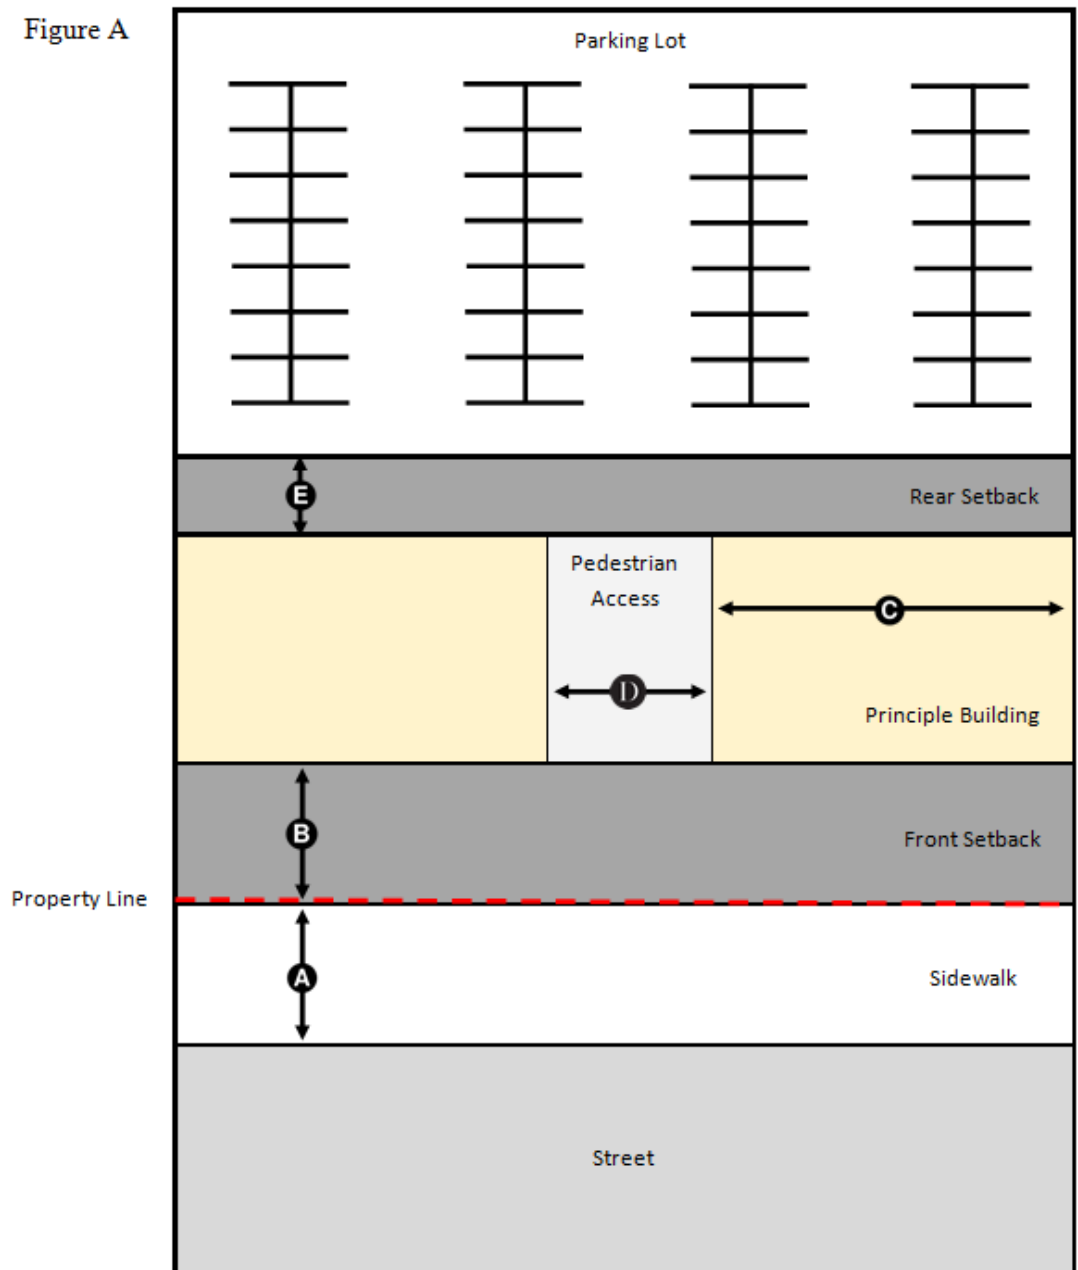 Figure A
Parking Lot
E
Rear Setback
Pedestrian
Access
C
D
Principle Building
B
Front Setback
Property Line
A
Sidewalk
Street